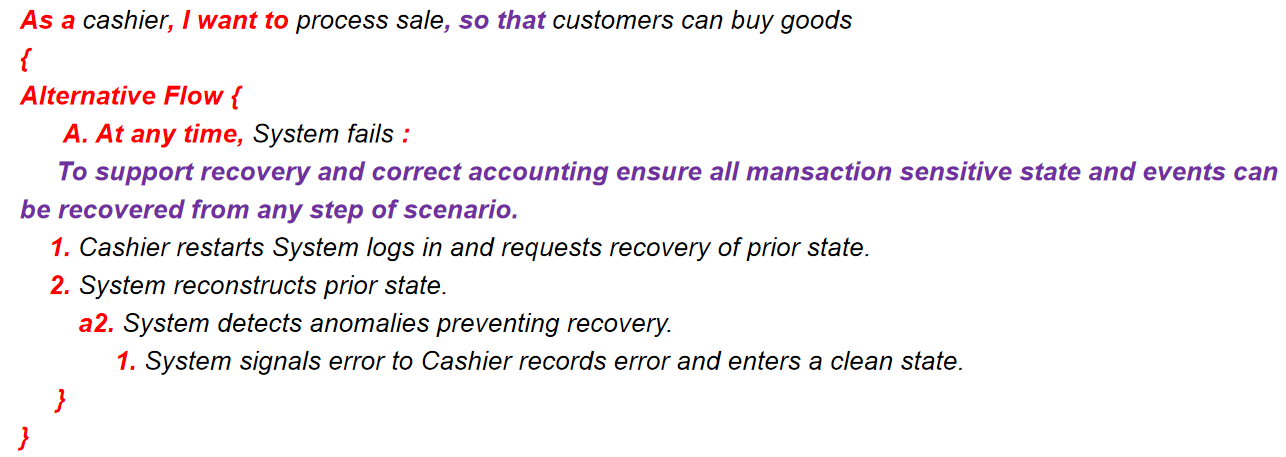 As a cashier, I want to process sale, so that customers can buy goods
{
Alternative Flow {
A. At any time, System fails :
To support recovery and correct accounting ensure all mansaction sensitive state and events can
be recovered from any step of scenario.
1. Cashier restarts System logs in and requests recovery of prior state.
2. System reconstructs prior state.
a2. System detects anomalies preventing recovery.
1. System signals error to Cashier records error and enters a clean state.
}
}